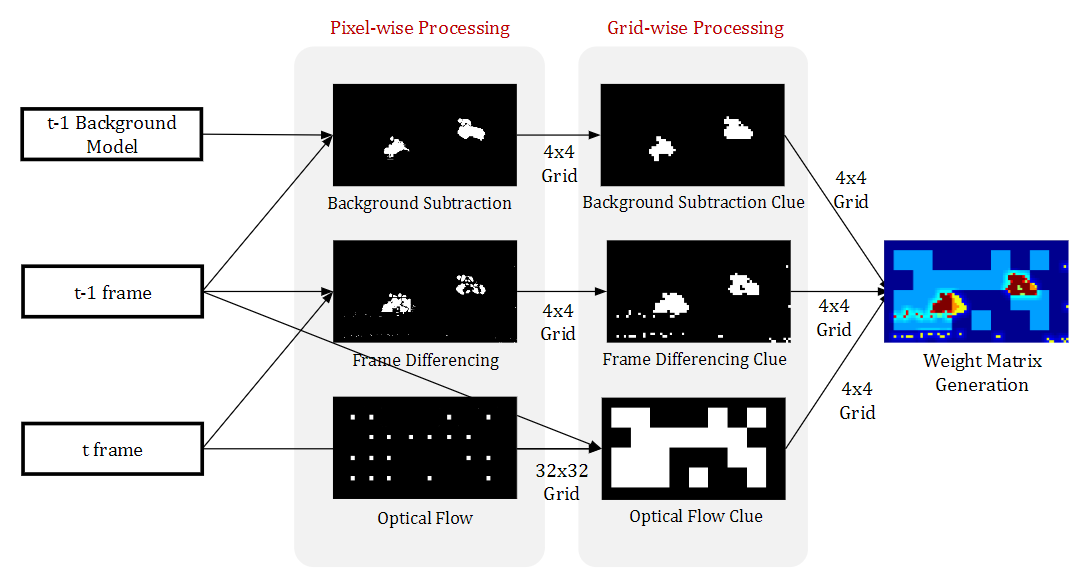 Pixel-wise Processing
Grid-wise Processing
t-1 Background
Model
4x4
Grid
4x4
Grid
Background Subtraction
Background Subtraction Clue
t-1 frame
4x4
Grid
4x4
Grid
Frame Differencing
Frame Differencing Clue
Weight Matrix
Generation
4x4
Grid
t frame
32x32
Grid
Optical Flow
Optical Flow Clue